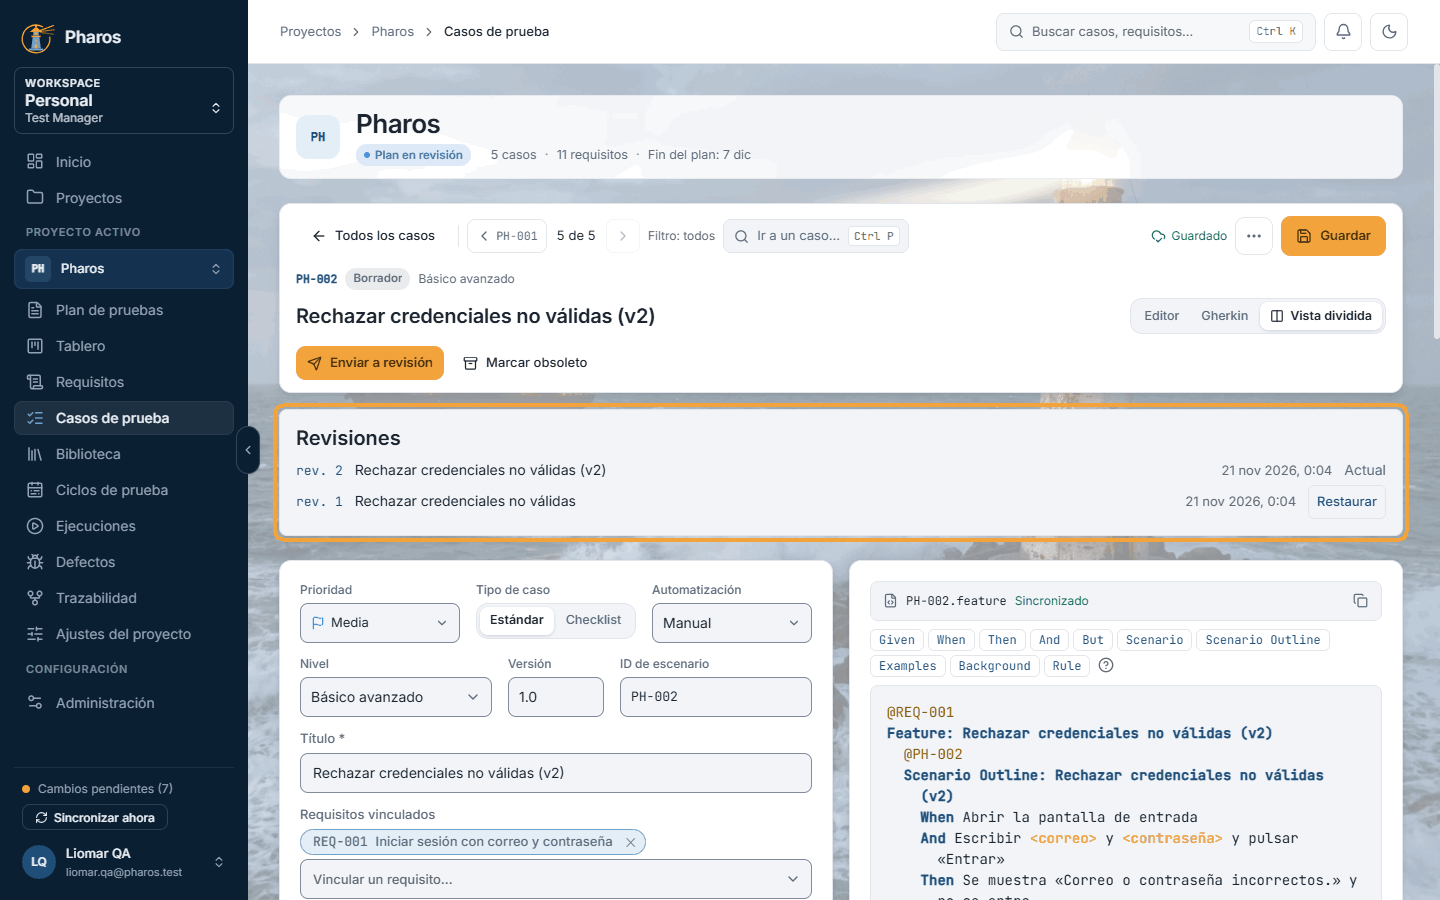 Pharos
WORKSPACE
Personal
Test Manager
Inicio
Proyectos
PROYECTO ACTIVO
PH Pharos
Plan de pruebas
Tablero
Requisitos
Casos de prueba
Biblioteca
Ciclos de prueba
Ejecuciones
Defectos
Trazabilidad
Ajustes del proyecto
CONFIGURACIÓN
Administración
Cambios pendientes (7)
Sincronizar ahora
LQ
Liomar QA
liomar.qa@pharos.test
Proyectos > Pharos > Casos de prueba
Buscar casos, requisitos... Ctrl K
PH
Pharos
Plan en revisión 5 casos · 11 requisitos · Fin del plan: 7 dic
Todos los casos PH-001 5 de 5 Filtro: todos Ir a un caso... Ctrl P Guardado Guardar
PH-002 Borrador Básico avanzado
Rechazar credenciales no válidas (v2)
Editor Gherkin Vista dividida
Enviar a revisión Marcar obsoleto
Revisiones
rev. 2 Rechazar credenciales no válidas (v2) 21 nov 2026, 0:04 Actual
rev. 1 Rechazar credenciales no válidas 21 nov 2026, 0:04 Restaurar
Prioridad Tipo de caso Automatización
Media Estándar Checklist Manual
Nivel Versión ID de escenario
Básico avanzado 1.0 PH-002
Título *
Rechazar credenciales no válidas (v2)
Requisitos vinculados
REQ-001 Iniciar sesión con correo y contraseña
Vincular un requisito...
PH-002.feature Sincronizado
Given When Then And But Scenario Scenario Outline
Examples Background Rule
@REQ-001
Feature: Rechazar credenciales no válidas (v2)
@PH-002
Scenario Outline: Rechazar credenciales no válidas
(v2)
When Abrir la pantalla de entrada
And Escribir <correo> y <contraseña> y pulsar
«Entrar»
Then Se muestra «Correo o contraseña incorrectos.» y
no se entra